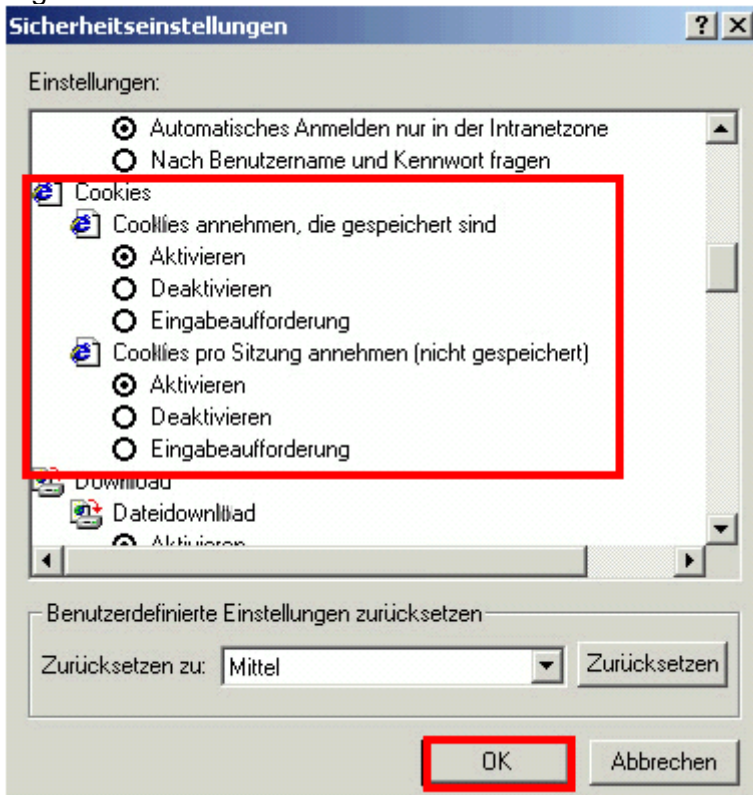 Sicherheitseinstellungen
Einstellungen:
Automatisches Anmelden nur in der Intranetzone
Nach Benutzername und Kennwort fragen
Cookies
Cookies annehmen, die gespeichert sind
Aktivieren
Deaktivieren
Eingabeaufforderung
Cookies pro Sitzung annehmen (nicht gespeichert)
Aktivieren
Deaktivieren
Eingabeaufforderung
Download
Dateidownload
Aktivieren
Benutzerdefinierte Einstellungen zurücksetzen
Zurücksetzen zu: Mittel Zurücksetzen
OK Abbrechen